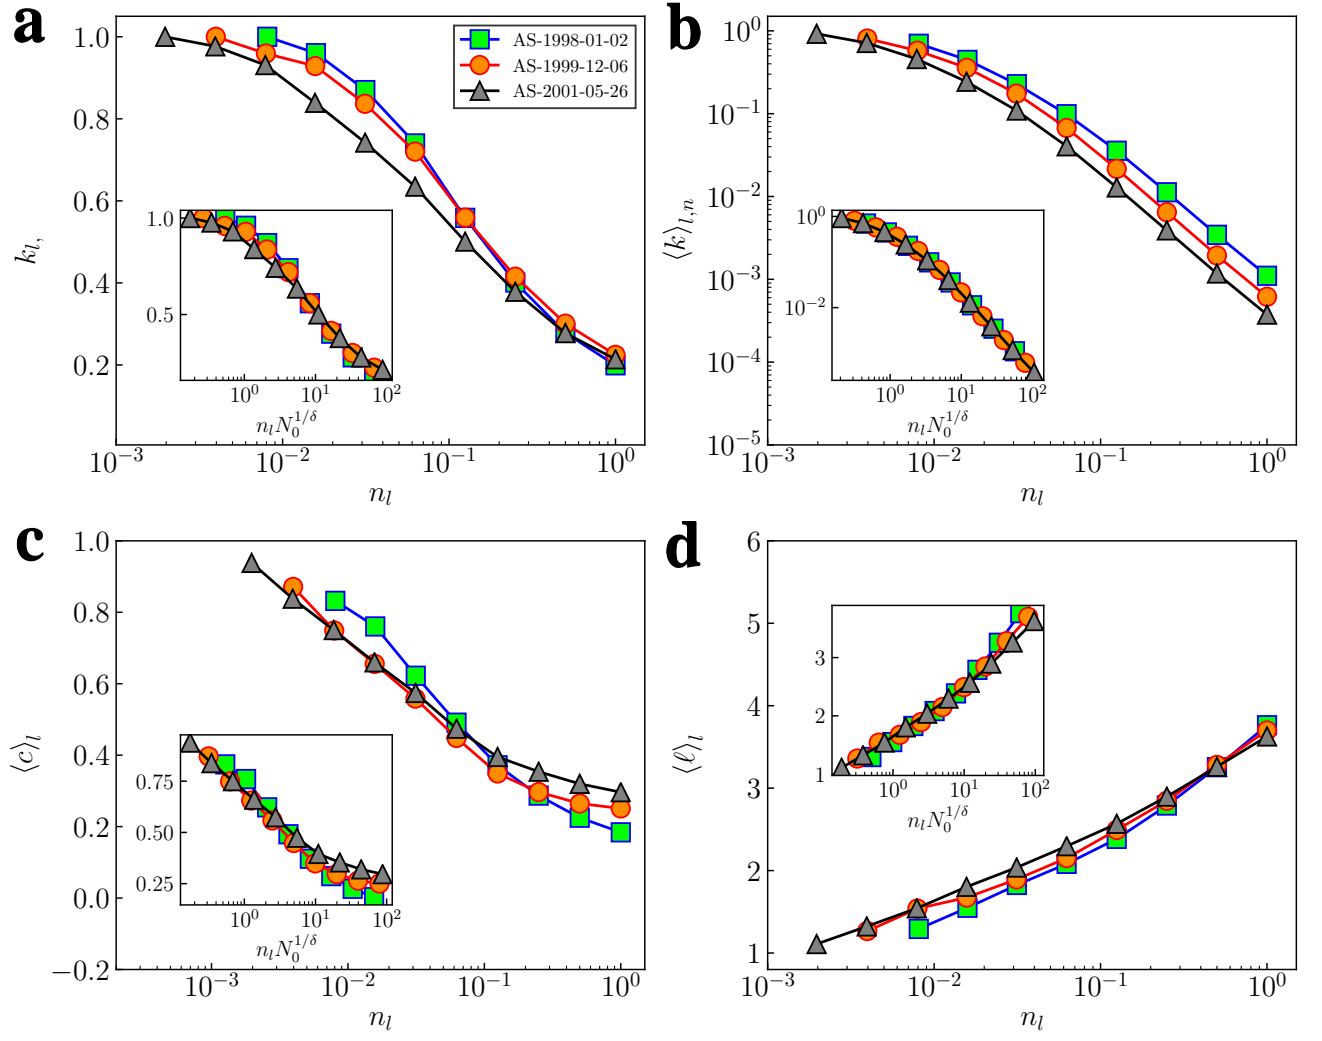 a
1.0
0.8
0.6
0.4
0.2
k_{l,}
AS-1998-01-02
AS-1999-12-06
AS-2001-05-26
1.0
0.5
10^0 10^1 10^2
n_l N_0^{1/δ}
10^{-3} 10^{-2} 10^{-1} 10^0
n_l
b
10^0
10^{-1}
10^{-2}
10^{-3}
10^{-4}
10^{-5}
⟨k⟩_{l,n}
10^0
10^{-2}
10^0 10^1 10^2
n_l N_0^{1/δ}
10^{-3} 10^{-2} 10^{-1} 10^0
n_l
c
1.0
0.8
0.6
0.4
0.2
0.0
−0.2
⟨c⟩_l
0.75
0.50
0.25
10^0 10^1 10^2
n_l N_0^{1/δ}
10^{-3} 10^{-2} 10^{-1} 10^0
n_l
d
6
5
4
3
2
1
⟨ℓ⟩_l
3
2
1
10^0 10^1 10^2
n_l N_0^{1/δ}
10^{-3} 10^{-2} 10^{-1} 10^0
n_l